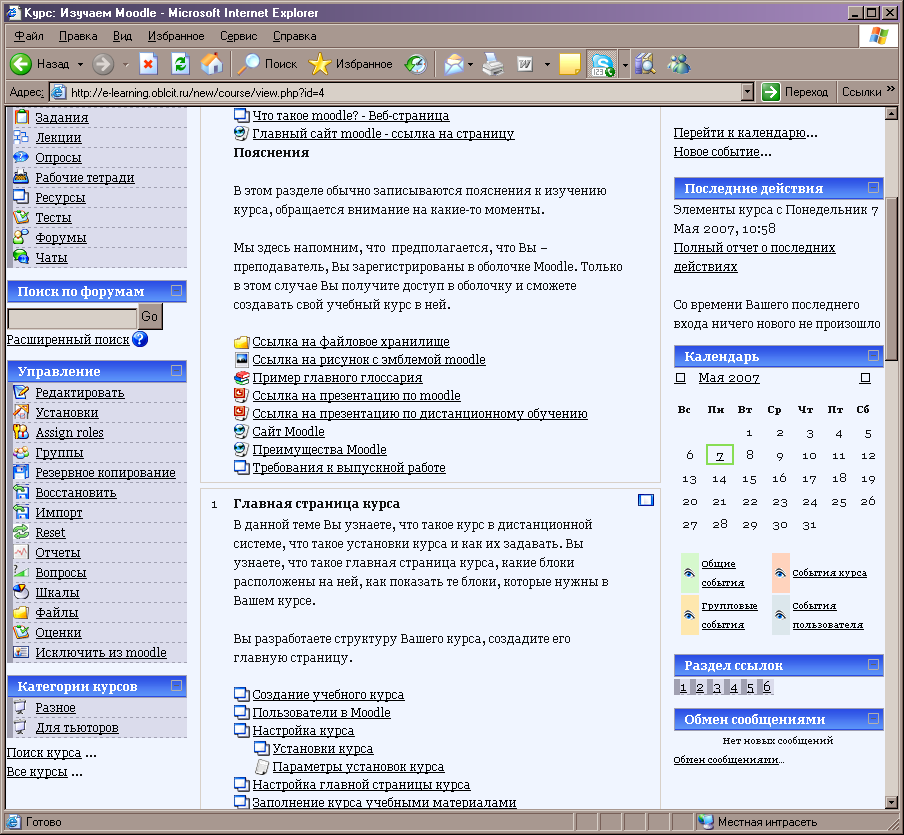 Курс: Изучаем Moodle - Microsoft Internet Explorer
Файл Правка Вид Избранное Сервис Справка
Назад Поиск Избранное
Адрес: http://e-learning.oblcit.ru/new/course/view.php?id=4 Переход Ссылки »
Задания
Лекции
Опросы
Рабочие тетради
Ресурсы
Тесты
Форумы
Чаты
Поиск по форумам
Go
Расширенный поиск ?
Управление
Редактировать
Установки
Assign roles
Группы
Резервное копирование
Восстановить
Импорт
Reset
Отчеты
Вопросы
Шкалы
Файлы
Оценки
Исключить из moodle
Категории курсов
Разное
Для тьюторов
Поиск курса ...
Все курсы ...
Что такое moodle? - Веб-страница
Главный сайт moodle - ссылка на страницу
Пояснения
В этом разделе обычно записываются пояснения к изучению
курса, обращается внимание на какие-то моменты.
Мы здесь напомним, что предполагается, что Вы –
преподаватель, Вы зарегистрированы в оболочке Moodle. Только
в этом случае Вы получите доступ в оболочку и сможете
создавать свой учебный курс в ней.
Ссылка на файловое хранилище
Ссылка на рисунок с эмблемой moodle
Пример главного глоссария
Ссылка на презентацию по moodle
Ссылка на презентацию по дистанционному обучению
Сайт Moodle
Преимущества Moodle
Требования к выпускной работе
1 Главная страница курса
В данной теме Вы узнаете, что такое курс в дистанционной
системе, что такое установки курса и как их задавать. Вы
узнаете, что такое главная страница курса, какие блоки
расположены на ней, как показать те блоки, которые нужны в
Вашем курсе.
Вы разработаете структуру Вашего курса, создадите его
главную страницу.
Создание учебного курса
Пользователи в Moodle
Настройка курса
Установки курса
Параметры установок курса
Настройка главной страницы курса
Заполнение курса учебными материалами
Перейти к календарю...
Новое событие...
Последние действия
Элементы курса с Понедельник 7
Мая 2007, 10:58
Полный отчет о последних
действиях
Со времени Вашего последнего
входа ничего нового не произошло
Календарь
Мая 2007
Вс Пн Вт Ср Чт Пт Сб
1 2 3 4 5
6 7 8 9 10 11 12
13 14 15 16 17 18 19
20 21 22 23 24 25 26
27 28 29 30 31
Общие
события
События курса
Групповые
события
События
пользователя
Раздел ссылок
1 2 3 4 5 6
Обмен сообщениями
Нет новых сообщений
Обмен сообщениями...
Готово Местная интрасеть